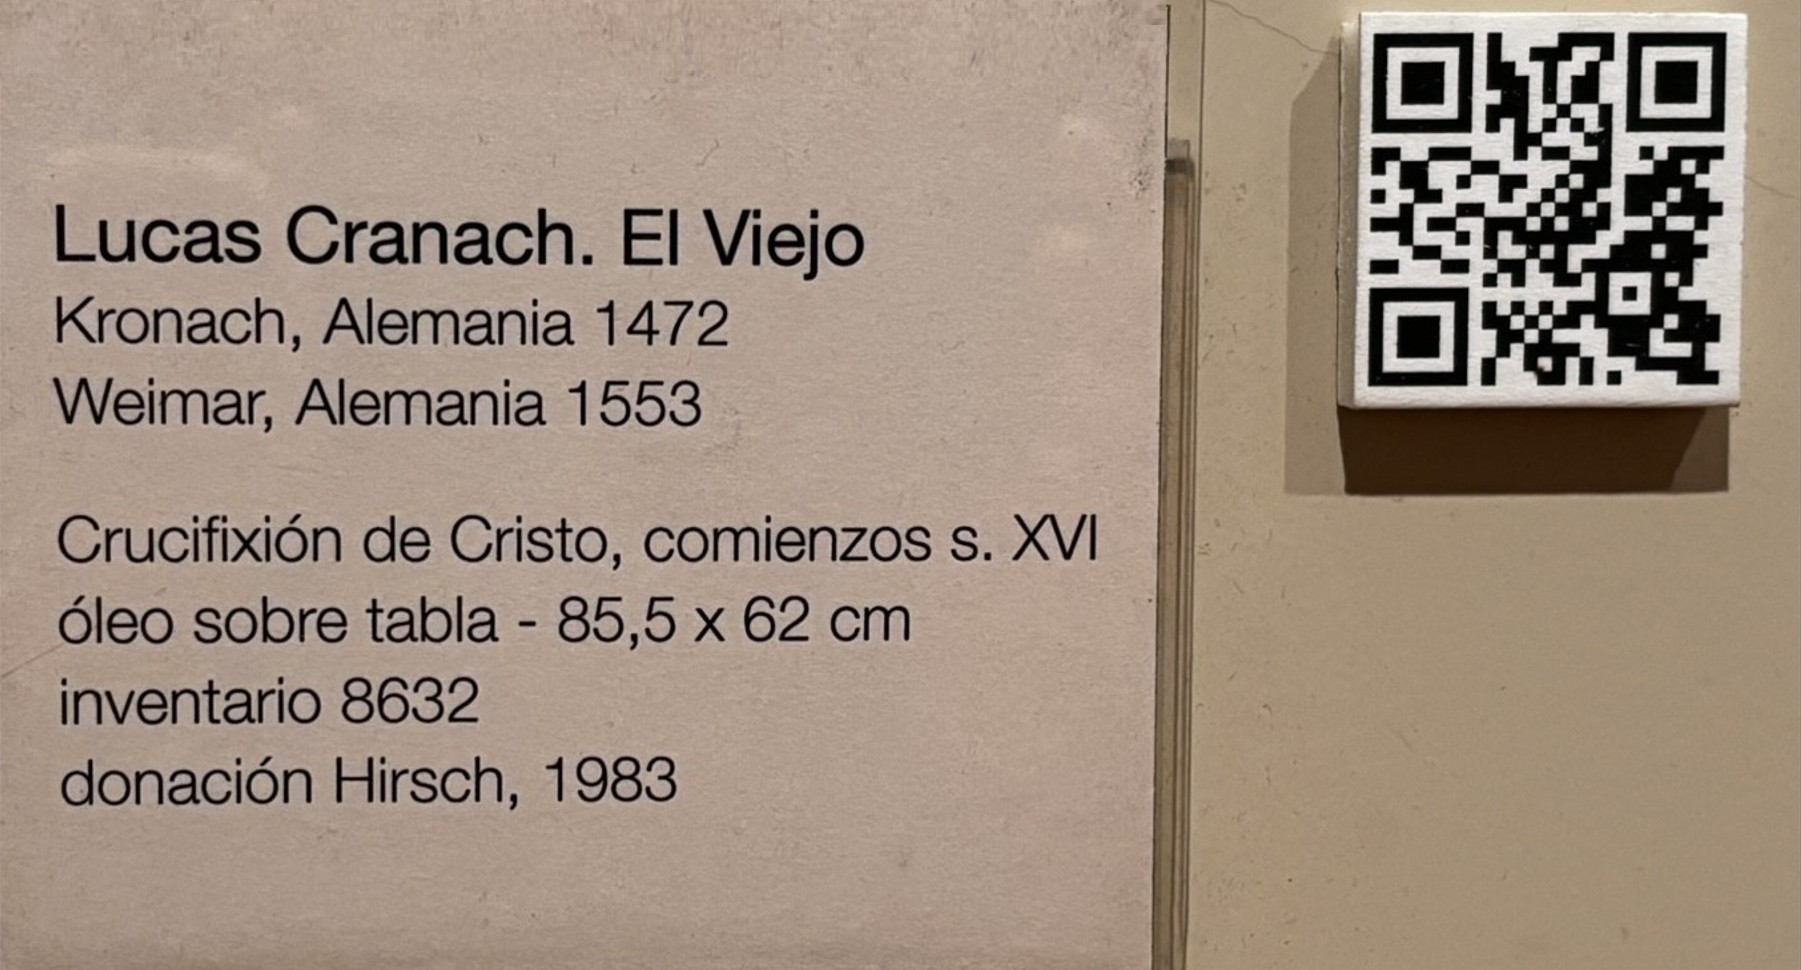 Lucas Cranach. El Viejo
Kronach, Alemania 1472
Weimar, Alemania 1553
Crucifixión de Cristo, comienzos s. XVI
óleo sobre tabla - 85,5 x 62 cm
inventario 8632
donación Hirsch, 1983